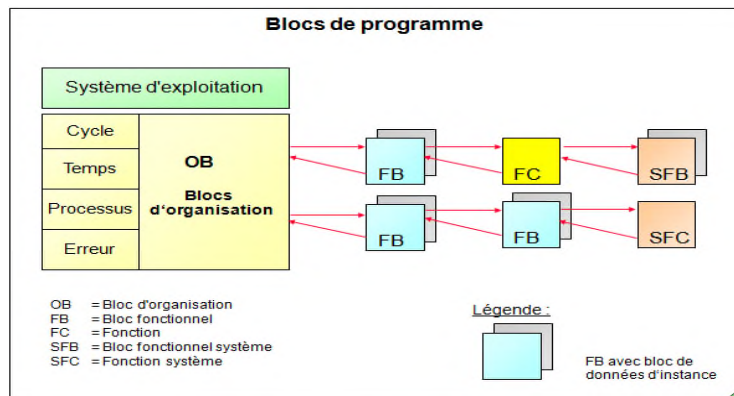 Blocs de programme
Système d'exploitation
Cycle
Temps
Processus
Erreur
OB
Blocs
d'organisation
FB
FC
SFB
FB
FB
SFC
OB = Bloc d'organisation
FB = Bloc fonctionnel
FC = Fonction
SFB = Bloc fonctionnel système
SFC = Fonction système
Légende :
FB avec bloc de
données d'instance